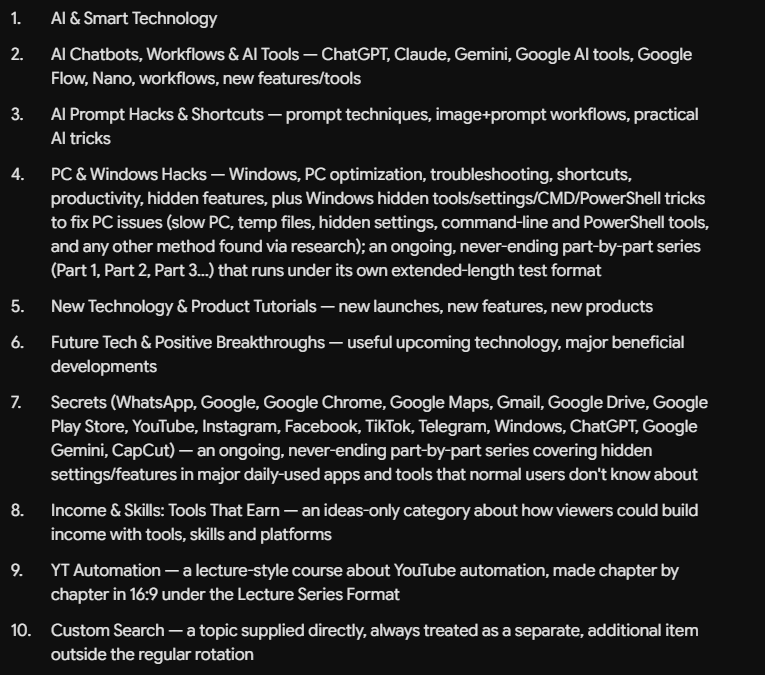 1. AI & Smart Technology
2. AI Chatbots, Workflows & AI Tools — ChatGPT, Claude, Gemini, Google AI tools, Google
Flow, Nano, workflows, new features/tools
3. AI Prompt Hacks & Shortcuts — prompt techniques, image+prompt workflows, practical
AI tricks
4. PC & Windows Hacks — Windows, PC optimization, troubleshooting, shortcuts,
productivity, hidden features, plus Windows hidden tools/settings/CMD/PowerShell tricks
to fix PC issues (slow PC, temp files, hidden settings, command-line and PowerShell tools,
and any other method found via research); an ongoing, never-ending part-by-part series
(Part 1, Part 2, Part 3...) that runs under its own extended-length test format
5. New Technology & Product Tutorials — new launches, new features, new products
6. Future Tech & Positive Breakthroughs — useful upcoming technology, major beneficial
developments
7. Secrets (WhatsApp, Google, Google Chrome, Google Maps, Gmail, Google Drive, Google
Play Store, YouTube, Instagram, Facebook, TikTok, Telegram, Windows, ChatGPT, Google
Gemini, CapCut) — an ongoing, never-ending part-by-part series covering hidden
settings/features in major daily-used apps and tools that normal users don't know about
8. Income & Skills: Tools That Earn — an ideas-only category about how viewers could build
income with tools, skills and platforms
9. YT Automation — a lecture-style course about YouTube automation, made chapter by
chapter in 16:9 under the Lecture Series Format
10. Custom Search — a topic supplied directly, always treated as a separate, additional item
outside the regular rotation